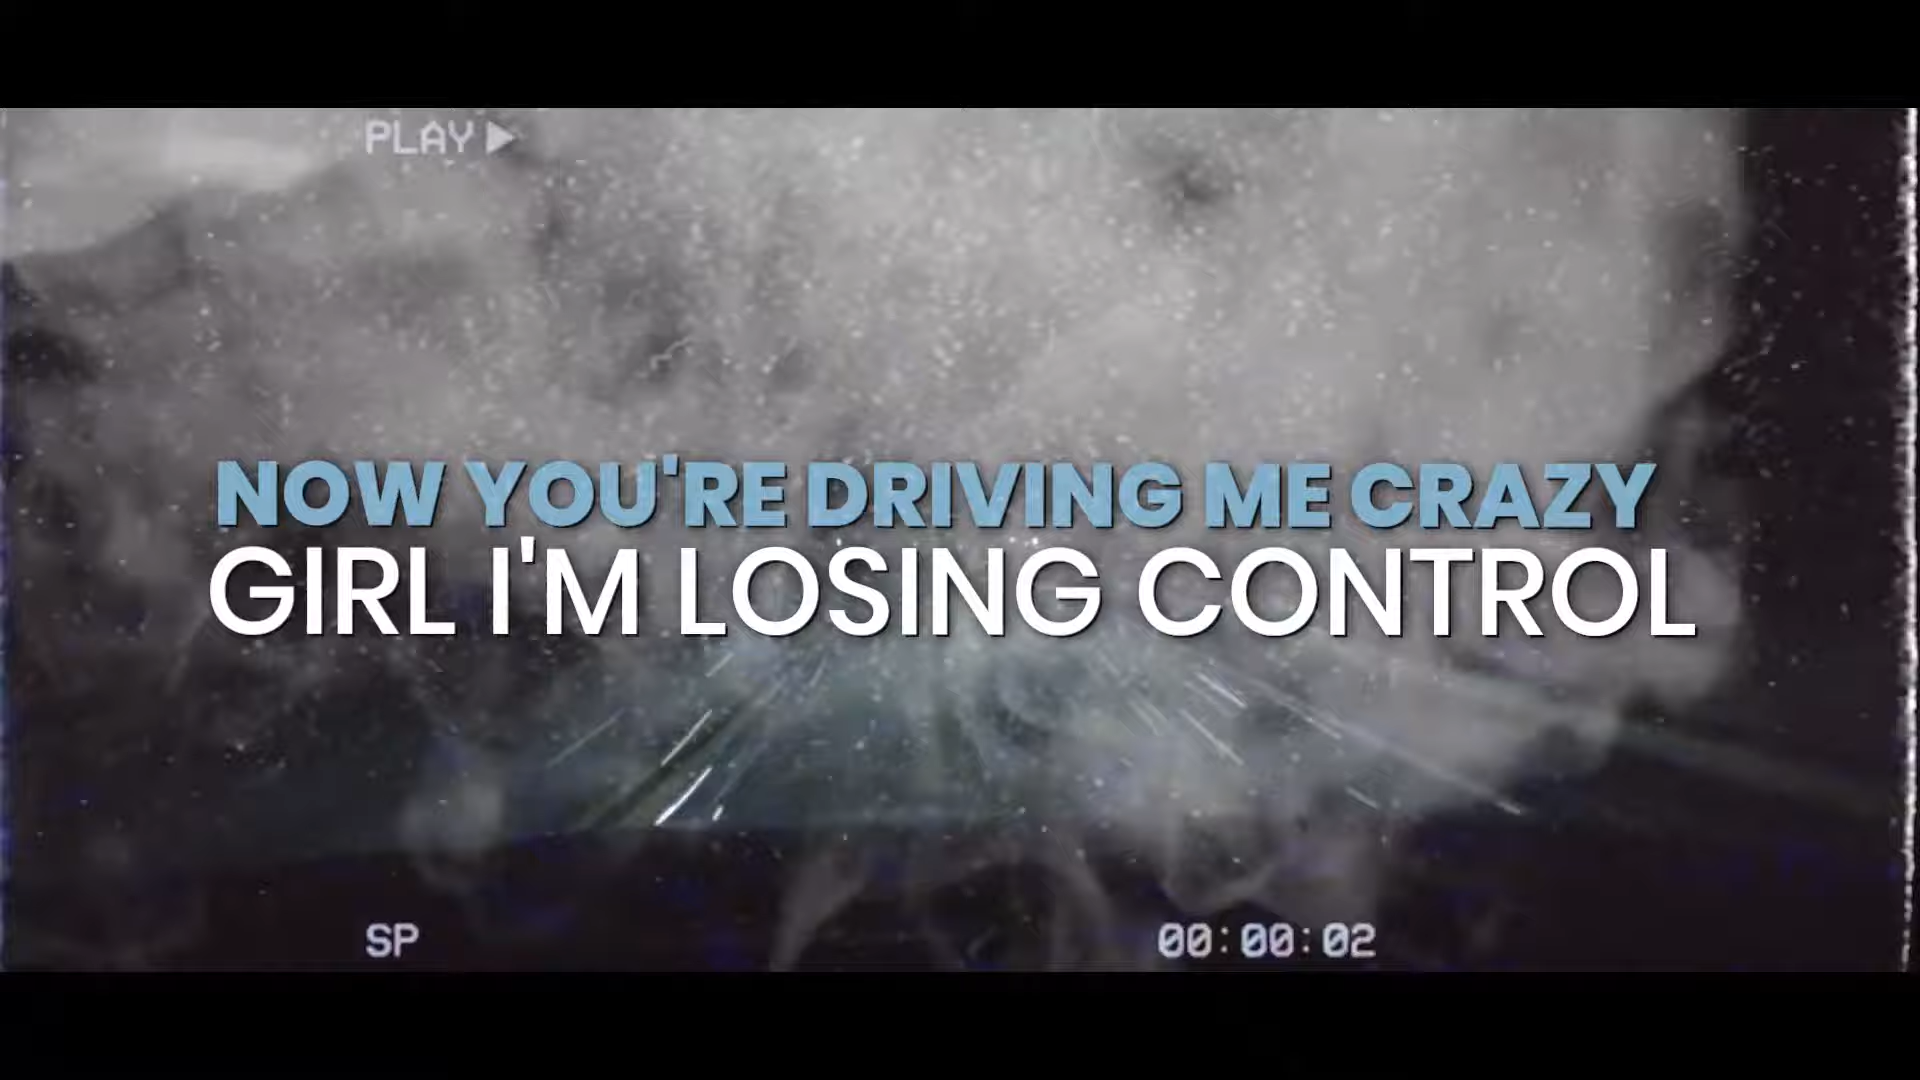 PLAY
NOW YOU'RE DRIVING ME CRAZY
GIRL I'M LOSING CONTROL
SP
00:00:02